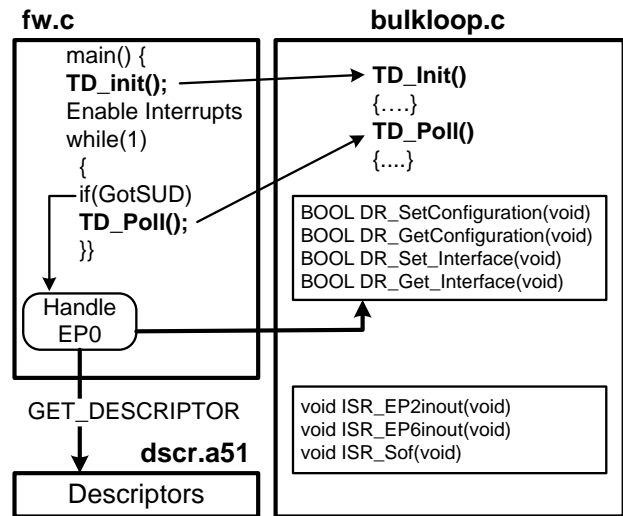 fw.c
main() {
TD_init();
Enable Interrupts
while(1)
{
if(GotSUD)
TD_Poll();
}}
Handle
EP0
GET_DESCRIPTOR
dscr.a51
Descriptors
bulkloop.c
TD_Init()
{....}
TD_Poll()
{....}
BOOL DR_SetConfiguration(void)
BOOL DR_GetConfiguration(void)
BOOL DR_Set_Interface(void)
BOOL DR_Get_Interface(void)
void ISR_EP2inout(void)
void ISR_EP6inout(void)
void ISR_Sof(void)